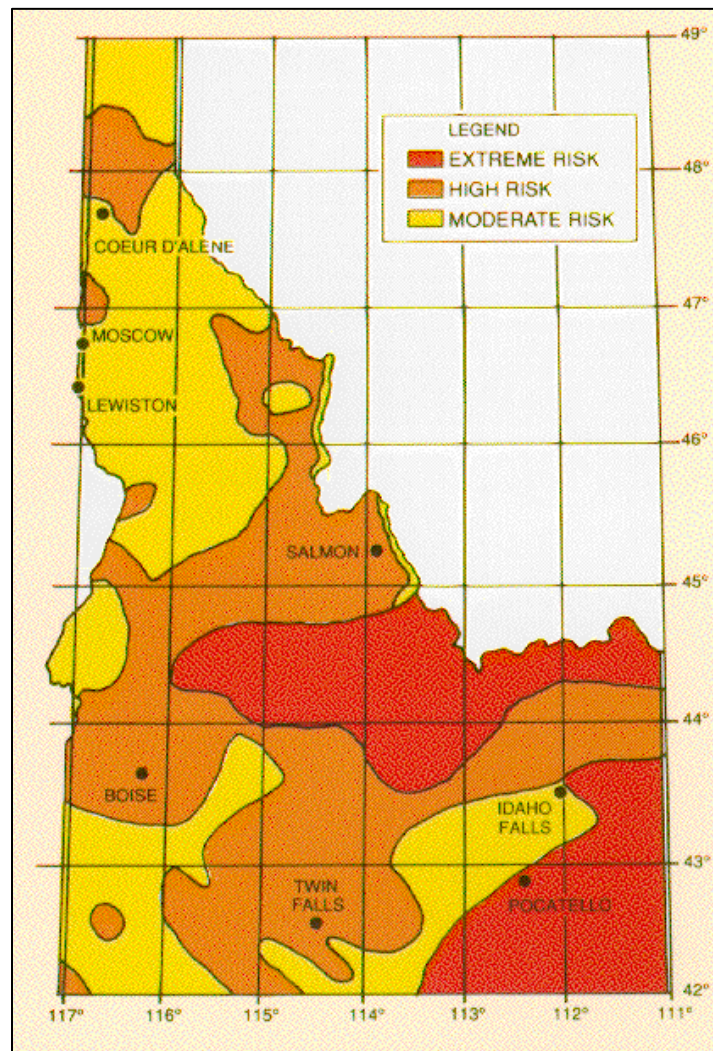 49°
LEGEND
EXTREME RISK
HIGH RISK
MODERATE RISK
48°
COEUR D'ALENE
47°
MOSCOW
LEWISTON
46°
SALMON
45°
44°
BOISE
IDAHO
FALLS
43°
TWIN
FALLS
POCATELLO
42°
117° 116° 115° 114° 113° 112° 111°